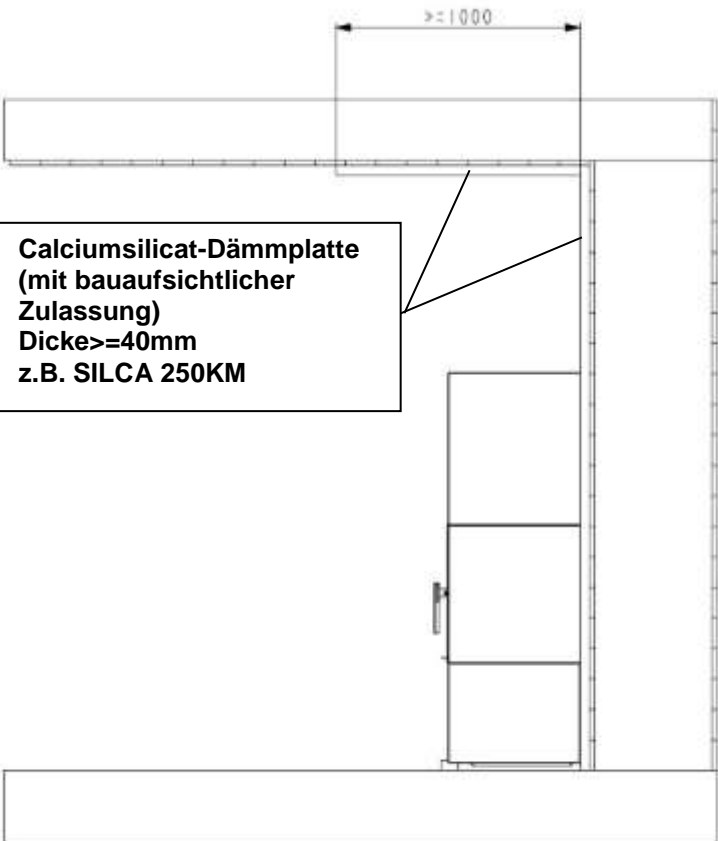 >=1000
Calciumsilicat-Dämmplatte
(mit bauaufsichtlicher
Zulassung)
Dicke>=40mm
z.B. SILCA 250KM